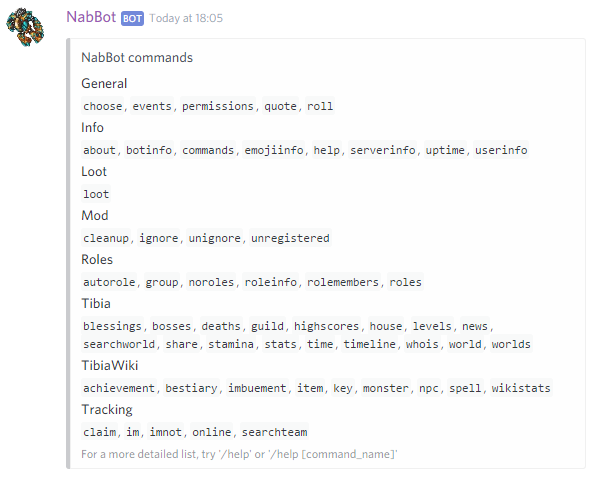 NabBot BOT Today at 18:05
NabBot commands
General
choose, events, permissions, quote, roll
Info
about, botinfo, commands, emojiinfo, help, serverinfo, uptime, userinfo
Loot
loot
Mod
cleanup, ignore, unignore, unregistered
Roles
autorole, group, noroles, roleinfo, rolemembers, roles
Tibia
blessings, bosses, deaths, guild, highscores, house, levels, news,
searchworld, share, stamina, stats, time, timeline, whois, world, worlds
TibiaWiki
achievement, bestiary, imbuement, item, key, monster, npc, spell, wikistats
Tracking
claim, im, imnot, online, searchteam
For a more detailed list, try '/help' or '/help [command_name]'